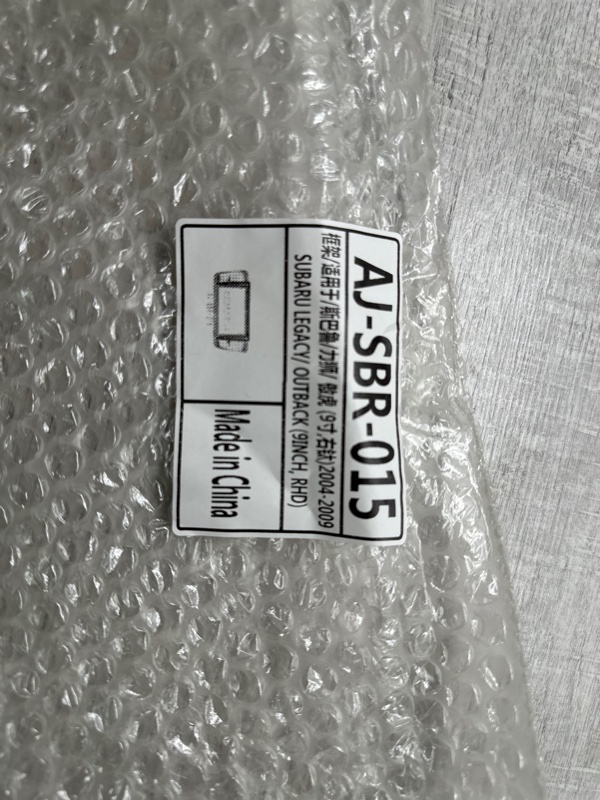 AJ-SBR-015
框架/适用于/斯巴鲁/力狮/ 傲虎 (9寸,右钛)2004-2009
SUBARU LEGACY/ OUTBACK (9INCH, RHD)
Made in China